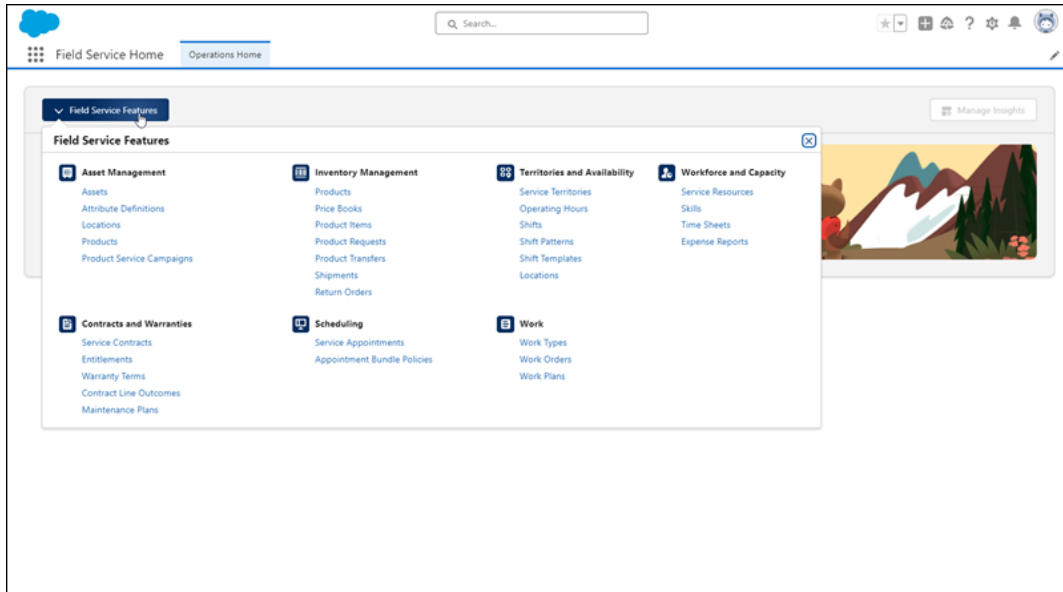 Search...
Field Service Home
Operations Home
Field Service Features
Manage Insights
Field Service Features
Asset Management
Assets
Attribute Definitions
Locations
Products
Product Service Campaigns
Inventory Management
Products
Price Books
Product Items
Product Requests
Product Transfers
Shipments
Return Orders
Territories and Availability
Service Territories
Operating Hours
Shifts
Shift Patterns
Shift Templates
Locations
Workforce and Capacity
Service Resources
Skills
Time Sheets
Expense Reports
Contracts and Warranties
Service Contracts
Entitlements
Warranty Terms
Contract Line Outcomes
Maintenance Plans
Scheduling
Service Appointments
Appointment Bundle Policies
Work
Work Types
Work Orders
Work Plans